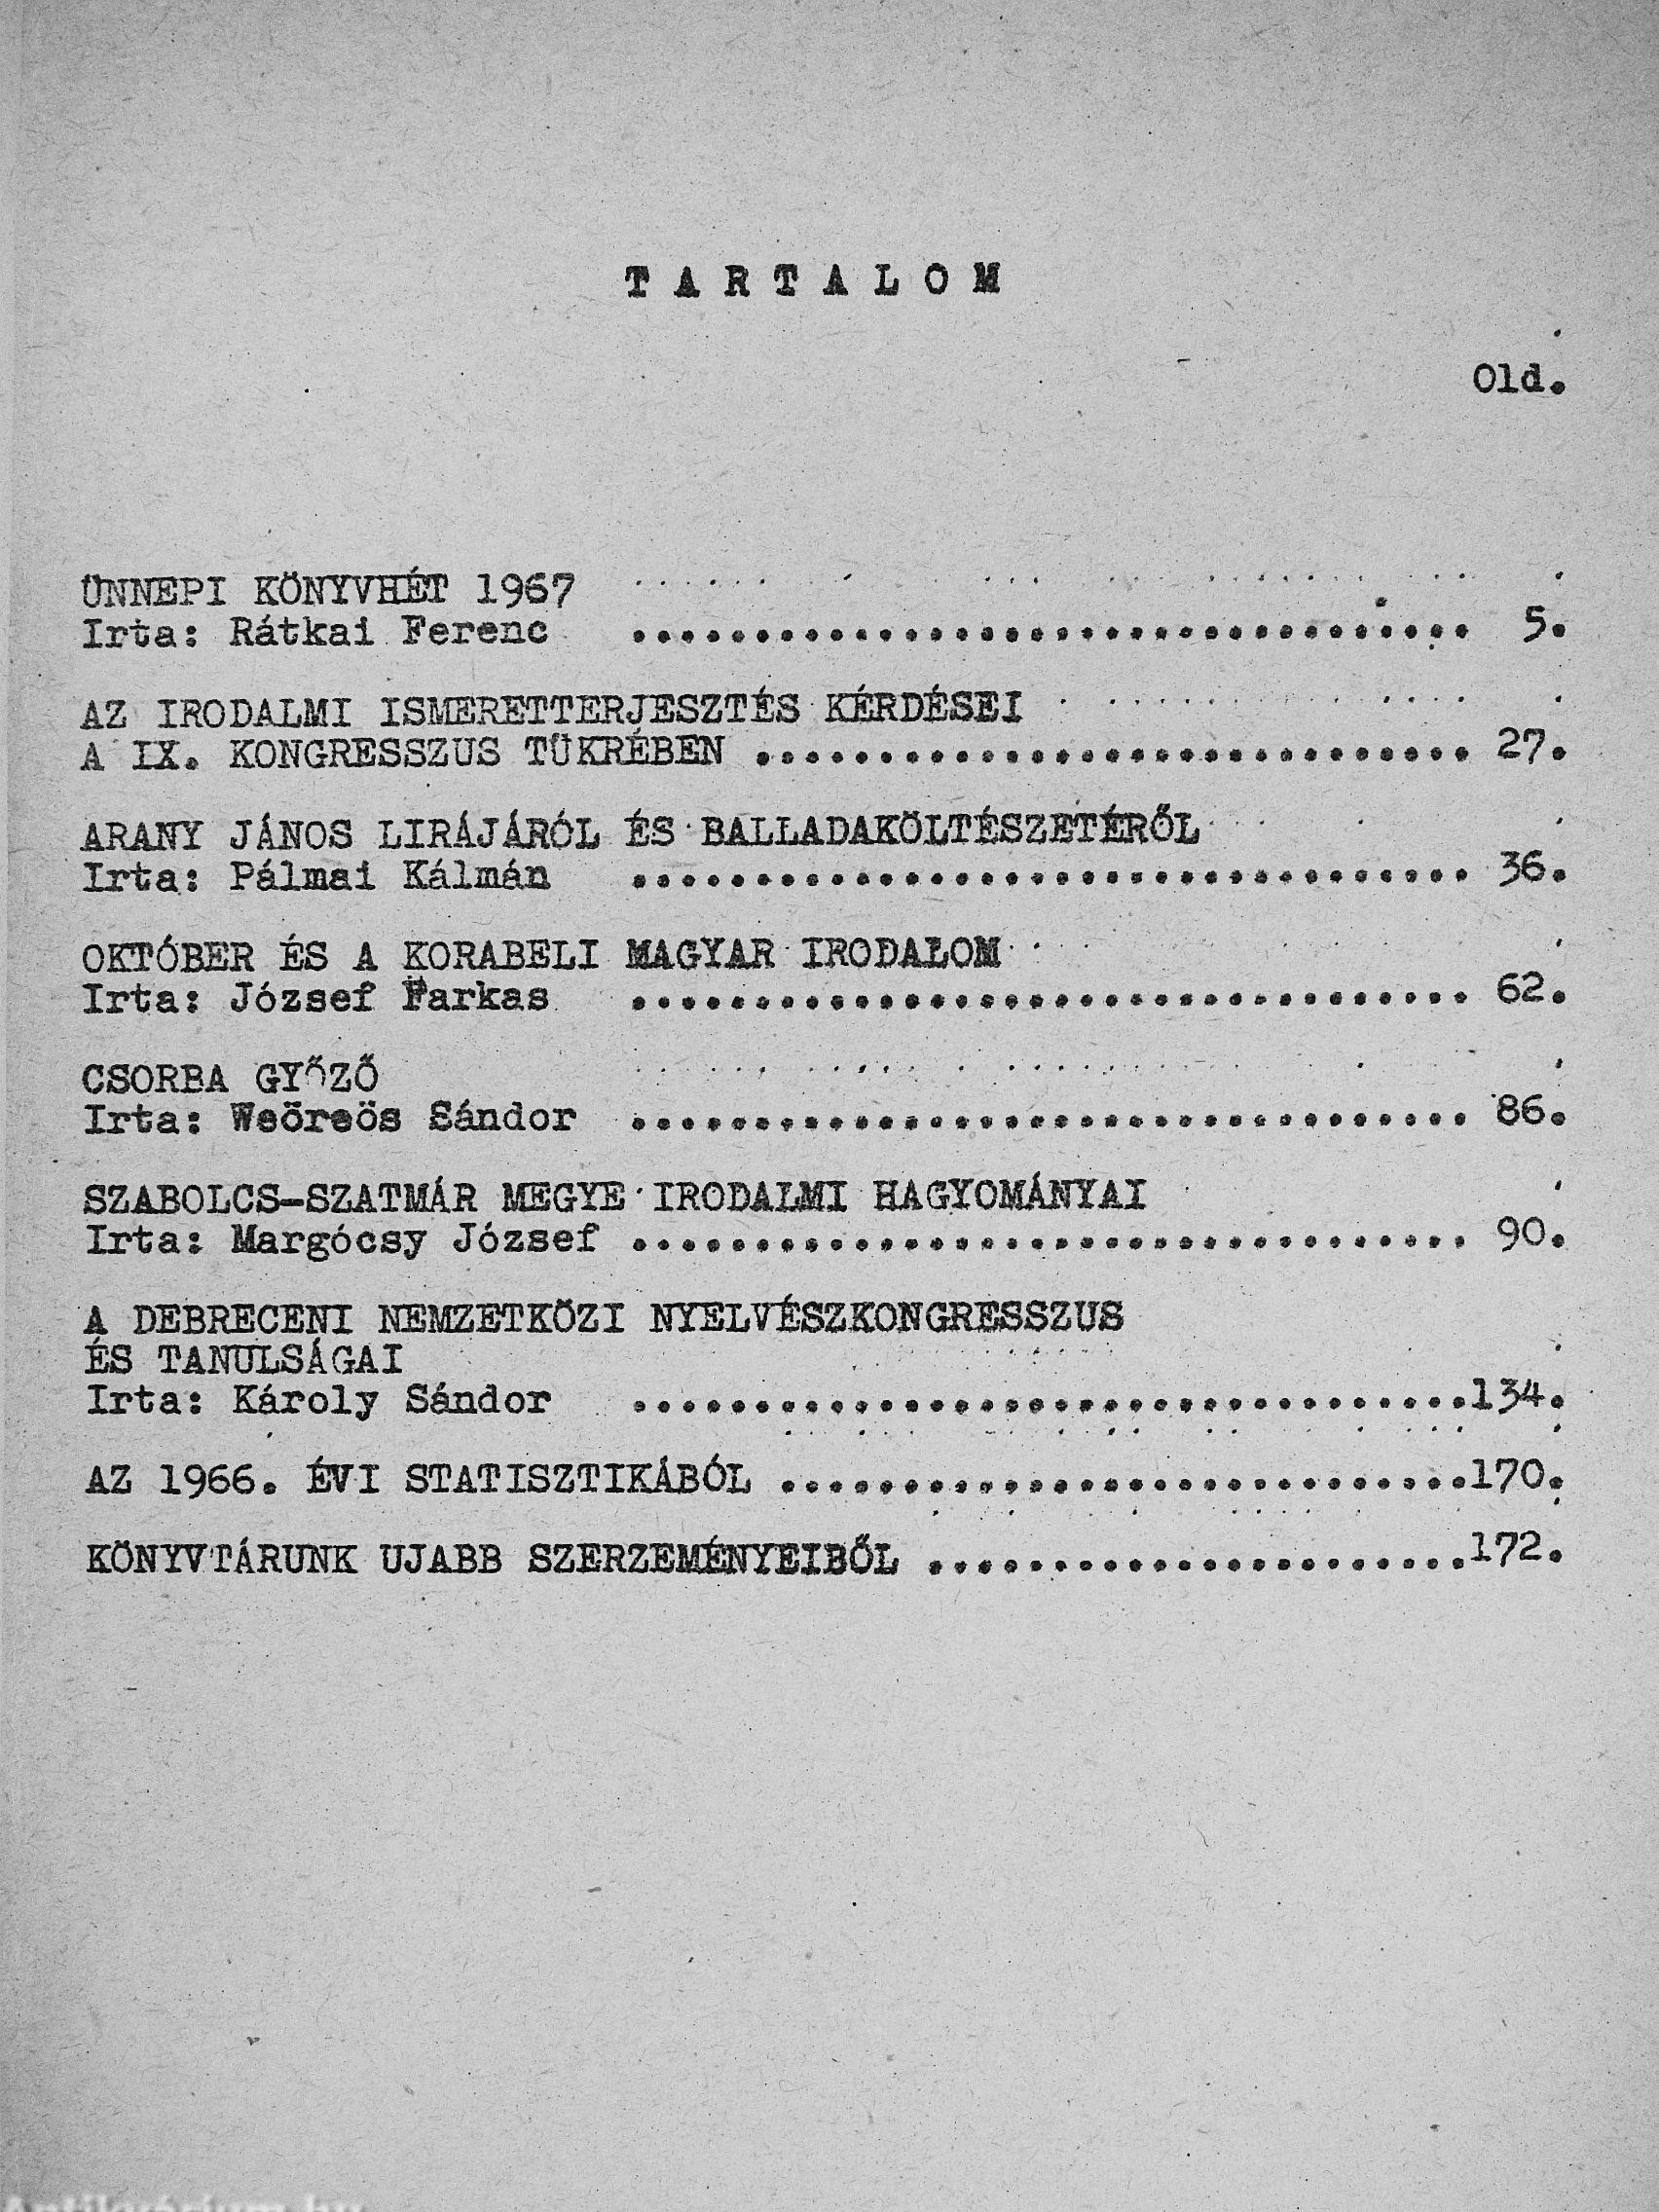 T A R T A L O M
Old.
ÜNNEPI KÖNYVHÉT 1967
Irta: Rátkai Ferenc .................................. 5.
AZ IRODALMI ISMERETTERJESZTÉS KÉRDÉSEI
A IX. KONGRESSZUS TÜKRÉBEN ............................. 27.
ARANY JÁNOS LIRÁJÁRÓL ÉS BALLADAKÖLTÉSZETÉRŐL
Irta: Pálmai Kálmán .................................. 36.
OKTÓBER ÉS A KORABELI MAGYAR IRODALOM
Irta: József Farkas .................................. 62.
CSORBA GYŐZŐ
Irta: Weöreös Sándor .................................. 86.
SZABOLCS-SZATMÁR MEGYE IRODALMI HAGYOMÁNYAI
Irta: Margócsy József .................................. 90.
A DEBRECENI NEMZETKÖZI NYELVÉSZKONGRESSZUS
ÉS TANULSÁGAI
Irta: Károly Sándor ..................................134.
AZ 1966. ÉVI STATISZTIKÁBÓL ............................170.
KÖNYVTÁRUNK UJABB SZERZEMÉNYEIBŐL ......................172.